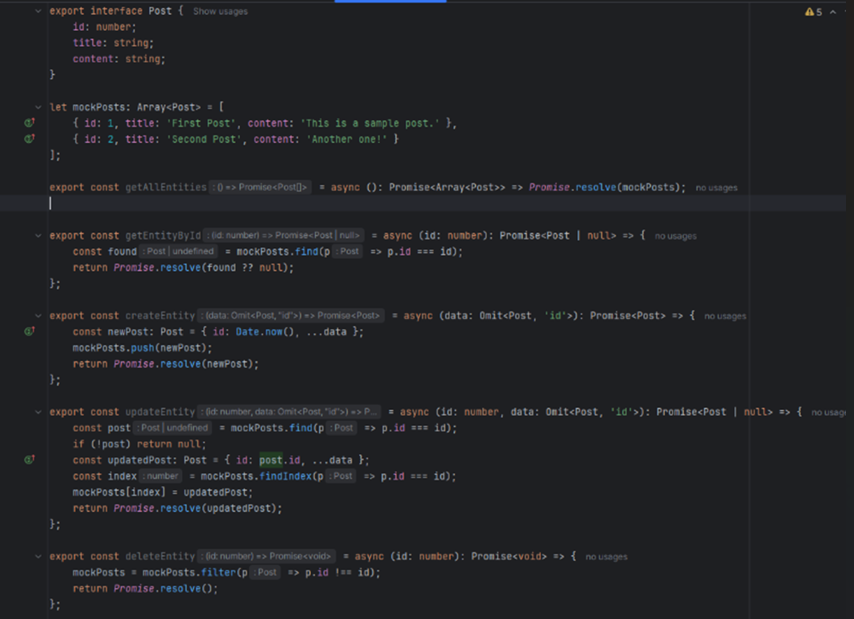 export interface Post { Show usages
id: number;
title: string;
content: string;
}
let mockPosts: Array<Post> = [
{ id: 1, title: 'First Post', content: 'This is a sample post.' },
{ id: 2, title: 'Second Post', content: 'Another one!' }
];
export const getAllEntities : () => Promise<Post[]> = async (): Promise<Array<Post>> => Promise.resolve(mockPosts); no usages
export const getEntityById : (id: number) => Promise<Post | null> = async (id: number): Promise<Post | null> => { no usages
const found : Post | undefined = mockPosts.find(p : Post => p.id === id);
return Promise.resolve(found ?? null);
};
export const createEntity : (data: Omit<Post, "id">) => Promise<Post> = async (data: Omit<Post, 'id'>): Promise<Post> => { no usages
const newPost: Post = { id: Date.now(), ...data };
mockPosts.push(newPost);
return Promise.resolve(newPost);
};
export const updateEntity : (id: number, data: Omit<Post, "id">) => P... = async (id: number, data: Omit<Post, 'id'>): Promise<Post | null> => { no usag
const post : Post | undefined = mockPosts.find(p : Post => p.id === id);
if (!post) return null;
const updatedPost: Post = { id: post.id, ...data };
const index : number = mockPosts.findIndex(p : Post => p.id === id);
mockPosts[index] = updatedPost;
return Promise.resolve(updatedPost);
};
export const deleteEntity : (id: number) => Promise<void> = async (id: number): Promise<void> => { no usages
mockPosts = mockPosts.filter(p : Post => p.id !== id);
return Promise.resolve();
};
5